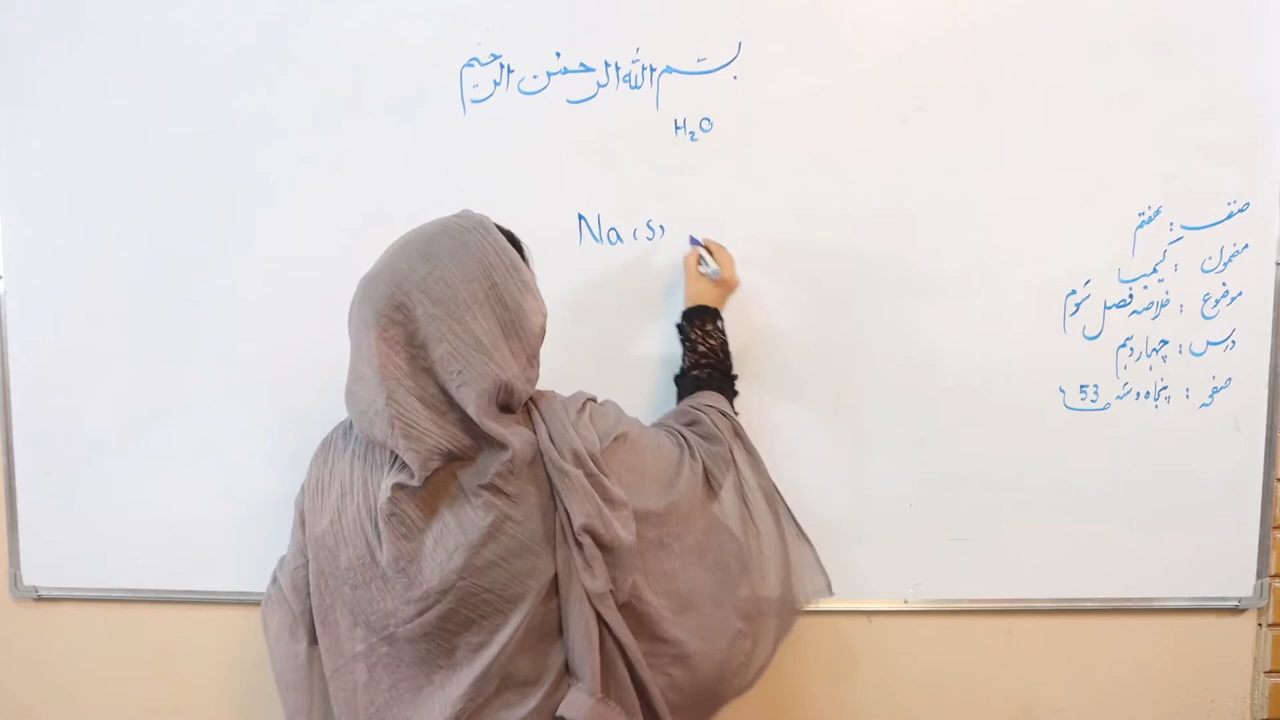 بسم الله الرحمن الرحیم
H₂O
Na (s)
صنف : هفتم
مضمون : کیمیا
موضوع : خلاصه فصل سوم
درس : چهاردهم
صفحه : پنجاه و سه 53